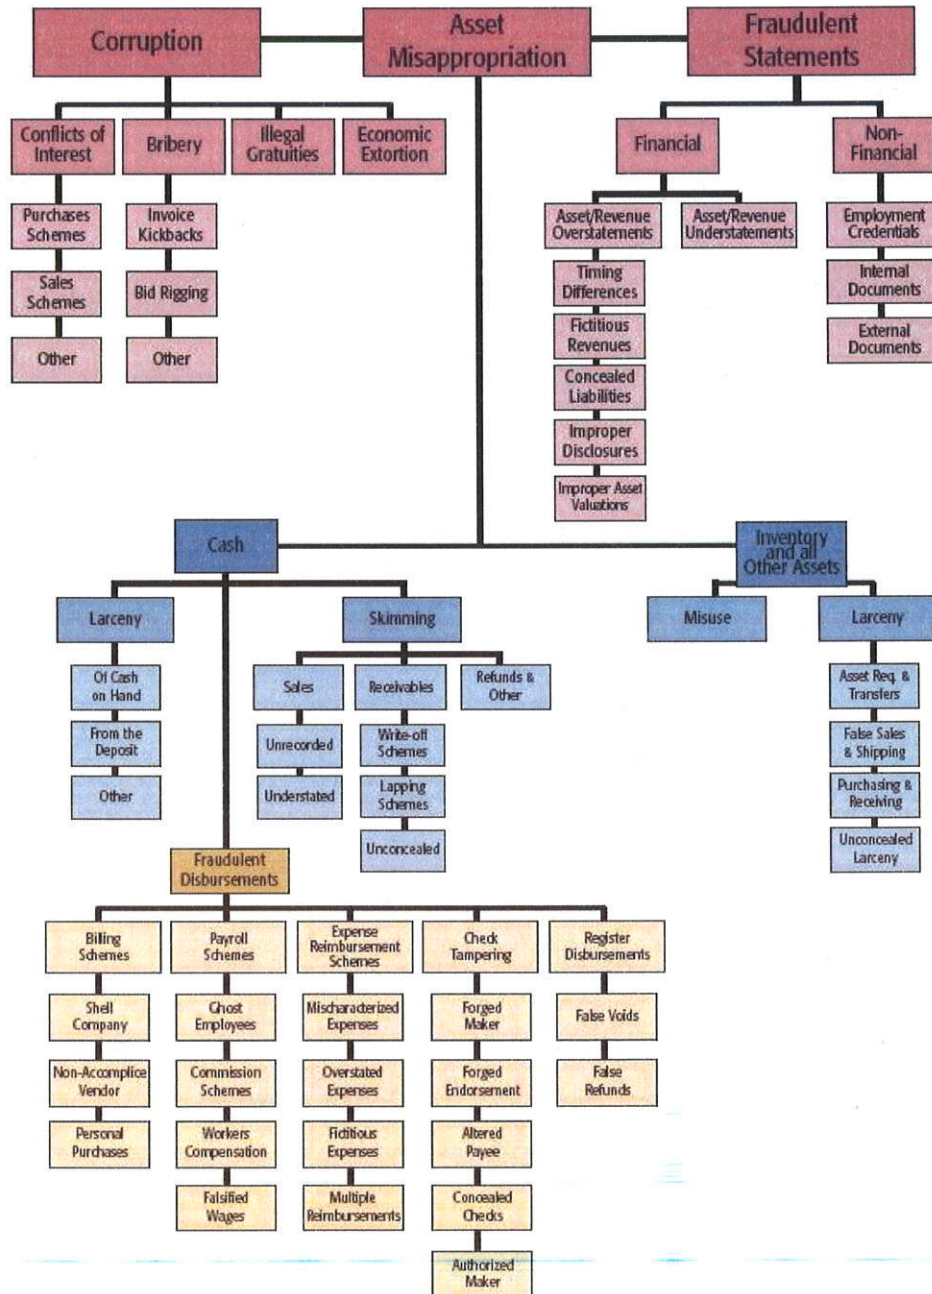 Corruption
Asset
Misappropriation
Fraudulent
Statements
Conflicts of
Interest
Bribery
Illegal
Gratuities
Economic
Extortion
Financial
Non-
Financial
Purchases
Schemes
Invoice
Kickbacks
Asset/Revenue
Overstatements
Asset/Revenue
Understatements
Employment
Credentials
Sales
Schemes
Bid Rigging
Timing
Differences
Internal
Documents
Other
Other
Fictitious
Revenues
External
Documents
Concealed
Liabilities
Improper
Disclosures
Improper Asset
Valuations
Cash
Inventory
and all
Other Assets
Larceny
Skimming
Misuse
Larceny
Of Cash
on Hand
Sales
Receivables
Refunds &
Other
Asset Req. &
Transfers
From the
Deposit
Unrecorded
Write-off
Schemes
False Sales
& Shipping
Other
Understated
Lapping
Schemes
Purchasing &
Receiving
Unconcealed
Unconcealed
Larceny
Fraudulent
Disbursements
Billing
Schemes
Payroll
Schemes
Expense
Reimbursement
Schemes
Check
Tampering
Register
Disbursements
Shell
Company
Ghost
Employees
Mischaracterized
Expenses
Forged
Maker
False Voids
Non-Accomplice
Vendor
Commission
Schemes
Overstated
Expenses
Forged
Endorsement
False
Refunds
Personal
Purchases
Workers
Compensation
Fictitious
Expenses
Altered
Payee
Falsified
Wages
Multiple
Reimbursements
Concealed
Checks
Authorized
Maker